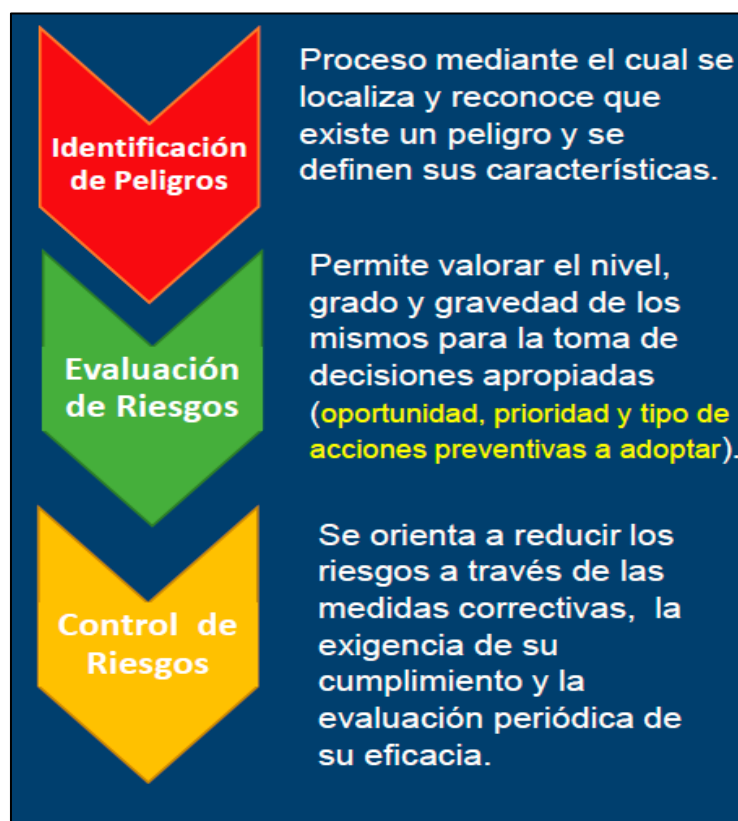 Identificación
de Peligros
Proceso mediante el cual se
localiza y reconoce que
existe un peligro y se
definen sus características.
Evaluación
de Riesgos
Permite valorar el nivel,
grado y gravedad de los
mismos para la toma de
decisiones apropiadas
(oportunidad, prioridad y tipo de
acciones preventivas a adoptar).
Control de
Riesgos
Se orienta a reducir los
riesgos a través de las
medidas correctivas, la
exigencia de su
cumplimiento y la
evaluación periódica de
su eficacia.